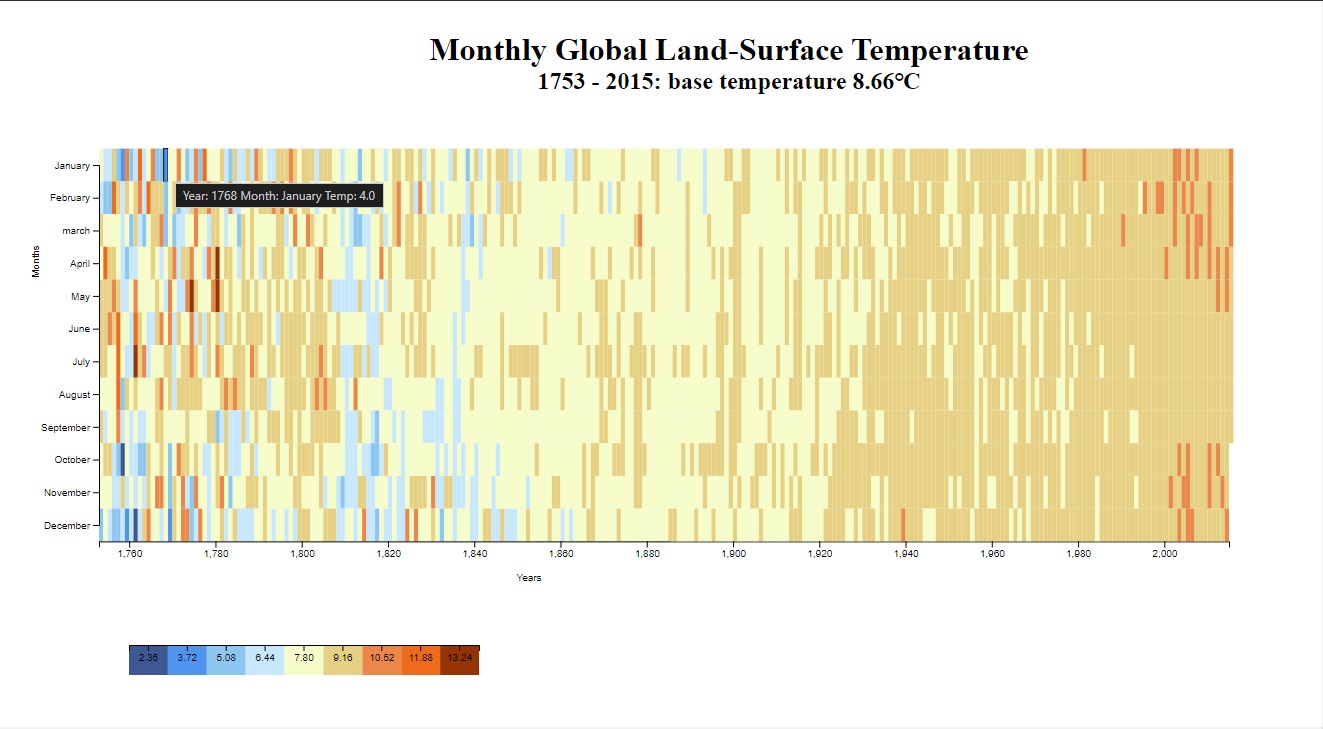 Monthly Global Land-Surface Temperature
1753 - 2015: base temperature 8.66℃
January
February
march
April
May
June
July
August
September
October
November
December
Months
Year: 1768 Month: January Temp: 4.0
1,760 1,780 1,800 1,820 1,840 1,860 1,880 1,900 1,920 1,940 1,960 1,980 2,000
Years
2.36 3.72 5.08 6.44 7.80 9.16 10.52 11.88 13.24